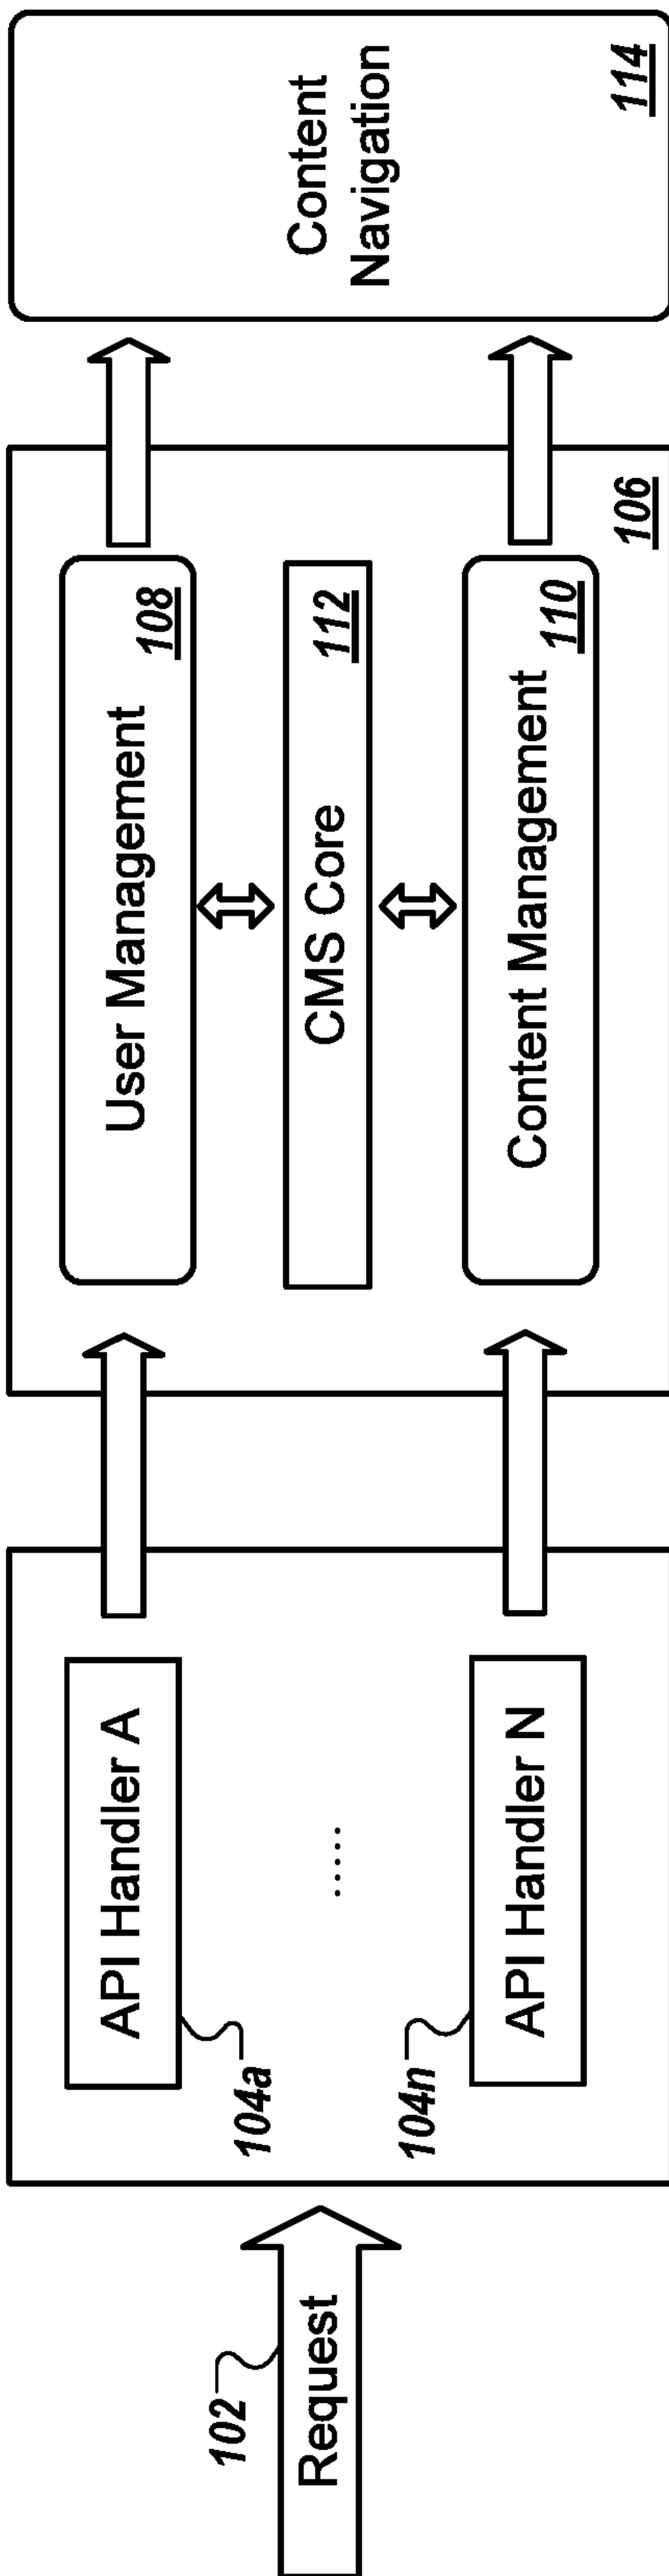 102
Request
API Handler A
104a
.....
104n
API Handler N
User Management
108
CMS Core
112
Content Management
110
106
Content
Navigation
114